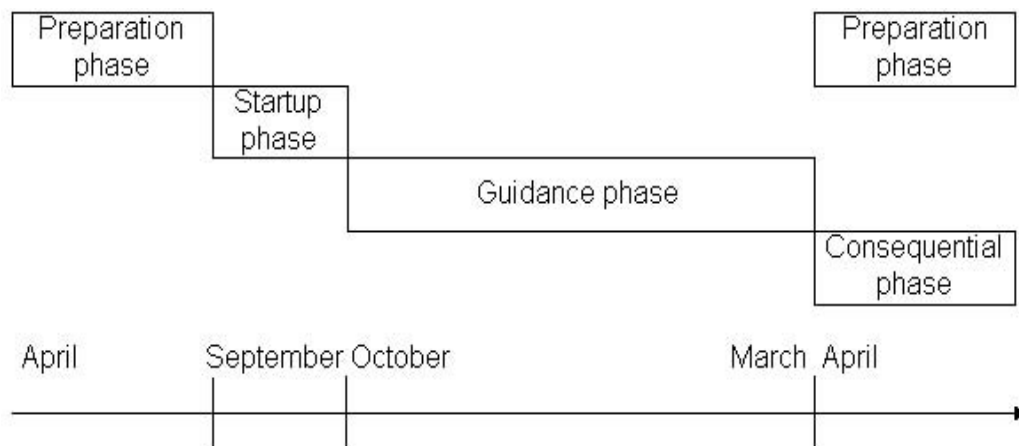 Preparation
phase
Preparation
phase
Startup
phase
Guidance phase
Consequential
phase
April September October March April